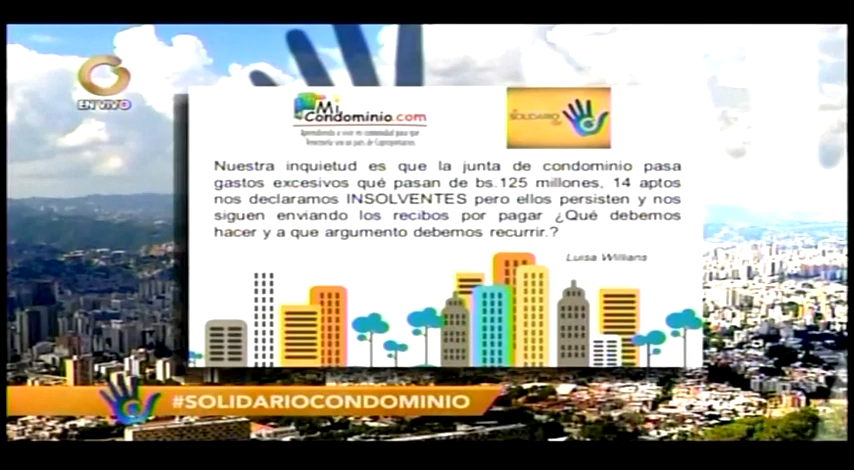 EN VIVO
Mi
Condominio.com
Aprendiendo a vivir en comunidad para que
Venezuela sea un país de Copropietarios.
SOLIDARIO
Nuestra inquietud es que la junta de condominio pasa
gastos excesivos qué pasan de bs.125 millones, 14 aptos
nos declaramos INSOLVENTES pero ellos persisten y nos
siguen enviando los recibos por pagar ¿Qué debemos
hacer y a que argumento debemos recurrir.?
Luisa Willians
#SOLIDARIOCONDOMINIO